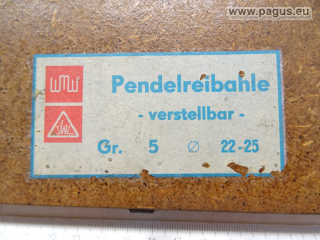 www.pagus.eu
WMW
Pendelreibahle
- verstellbar -
Gr. 5 ⌀ 22-25